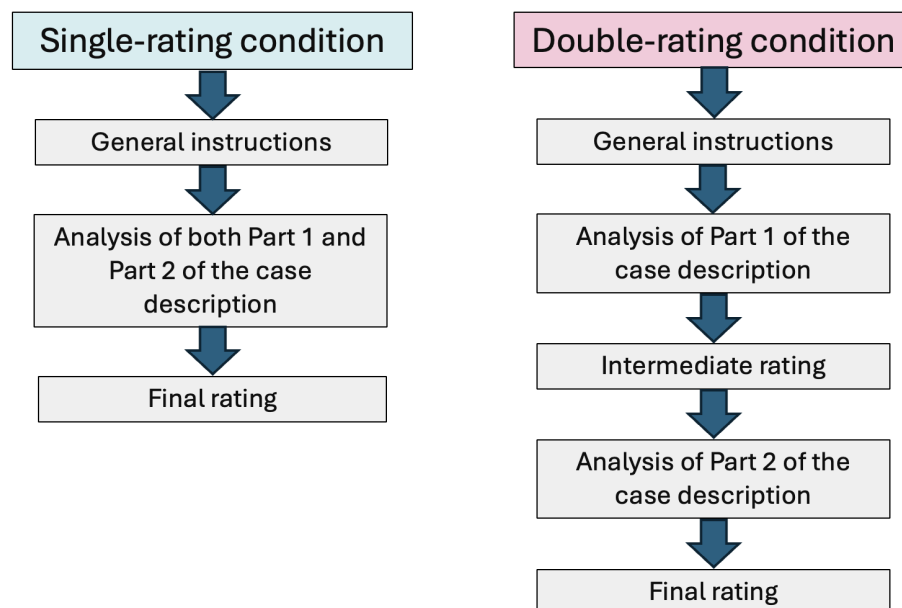 Single-rating condition
General instructions
Analysis of both Part 1 and
Part 2 of the case
description
Final rating
Double-rating condition
General instructions
Analysis of Part 1 of the
case description
Intermediate rating
Analysis of Part 2 of the
case description
Final rating